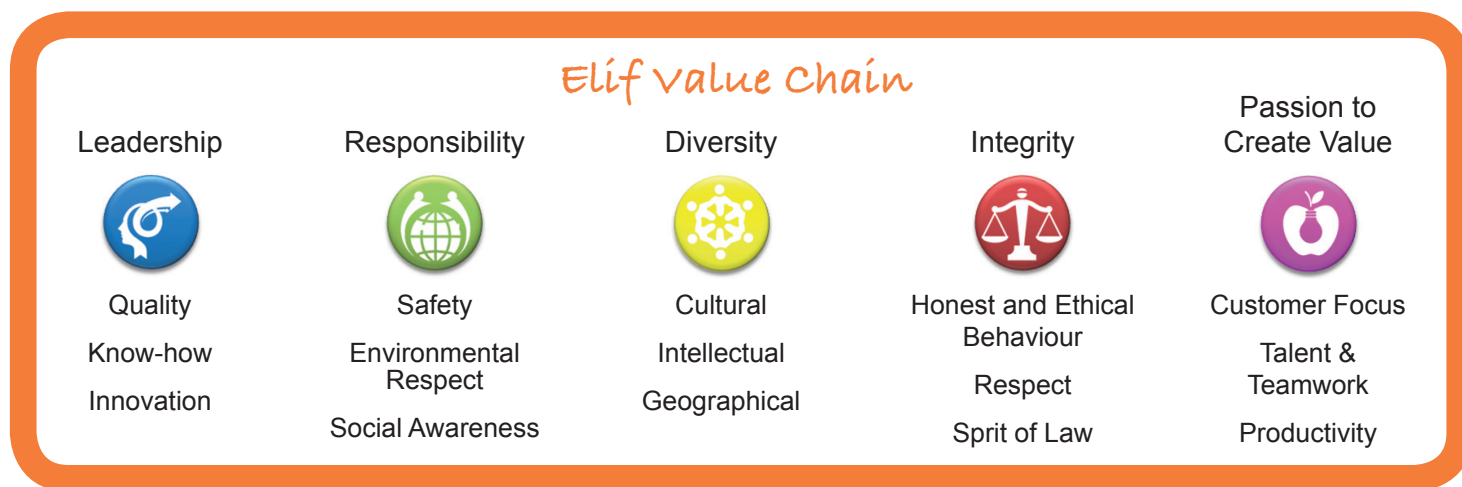 Elif Value Chain
Leadership
Quality
Know-how
Innovation
Responsibility
Safety
Environmental
Respect
Social Awareness
Diversity
Cultural
Intellectual
Geographical
Integrity
Honest and Ethical
Behaviour
Respect
Sprit of Law
Passion to
Create Value
Customer Focus
Talent &
Teamwork
Productivity